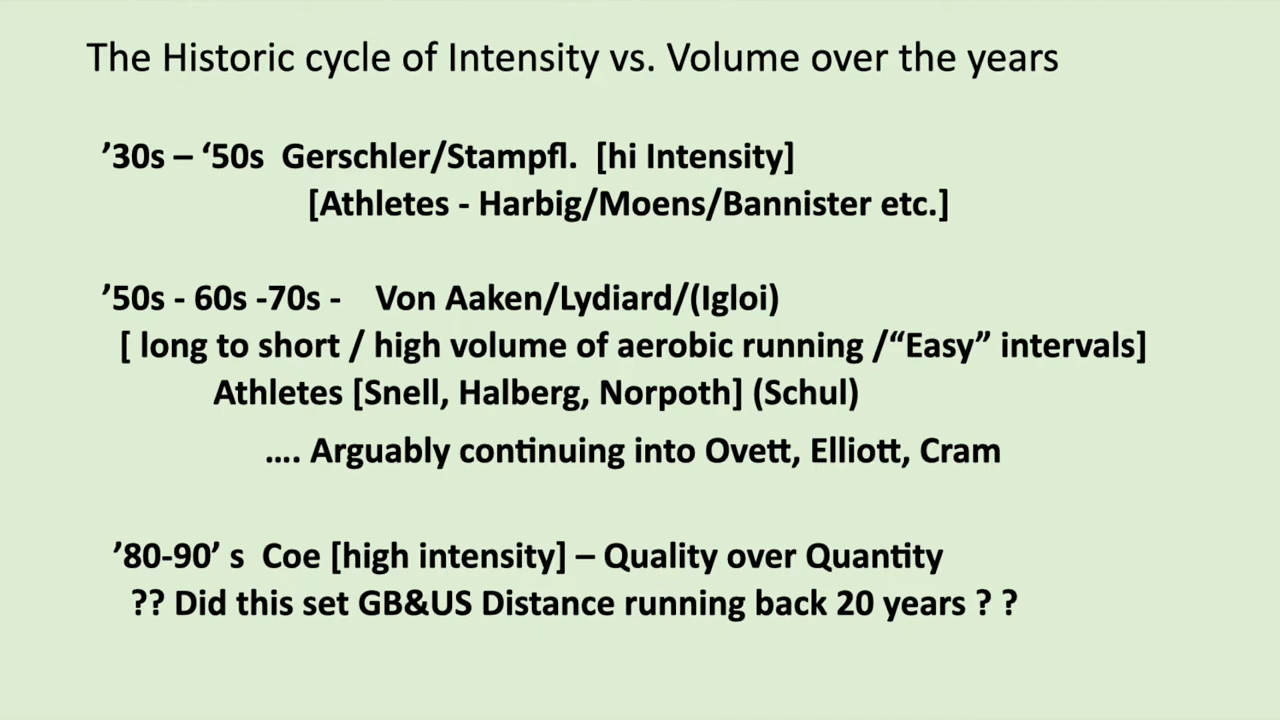 The Historic cycle of Intensity vs. Volume over the years
’30s – ‘50s Gerschler/Stampfl. [hi Intensity]
[Athletes - Harbig/Moens/Bannister etc.]
’50s - 60s -70s - Von Aaken/Lydiard/(Igloi)
[ long to short / high volume of aerobic running /“Easy” intervals]
Athletes [Snell, Halberg, Norpoth] (Schul)
.... Arguably continuing into Ovett, Elliott, Cram
’80-90’ s Coe [high intensity] – Quality over Quantity
?? Did this set GB&US Distance running back 20 years ? ?